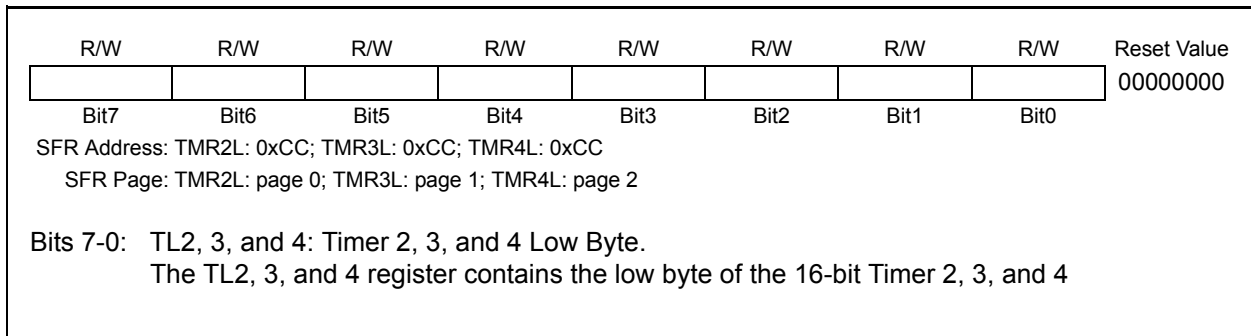 R/W R/W R/W R/W R/W R/W R/W R/W Reset Value
00000000
Bit7 Bit6 Bit5 Bit4 Bit3 Bit2 Bit1 Bit0
SFR Address: TMR2L: 0xCC; TMR3L: 0xCC; TMR4L: 0xCC
SFR Page: TMR2L: page 0; TMR3L: page 1; TMR4L: page 2
Bits 7-0: TL2, 3, and 4: Timer 2, 3, and 4 Low Byte.
The TL2, 3, and 4 register contains the low byte of the 16-bit Timer 2, 3, and 4